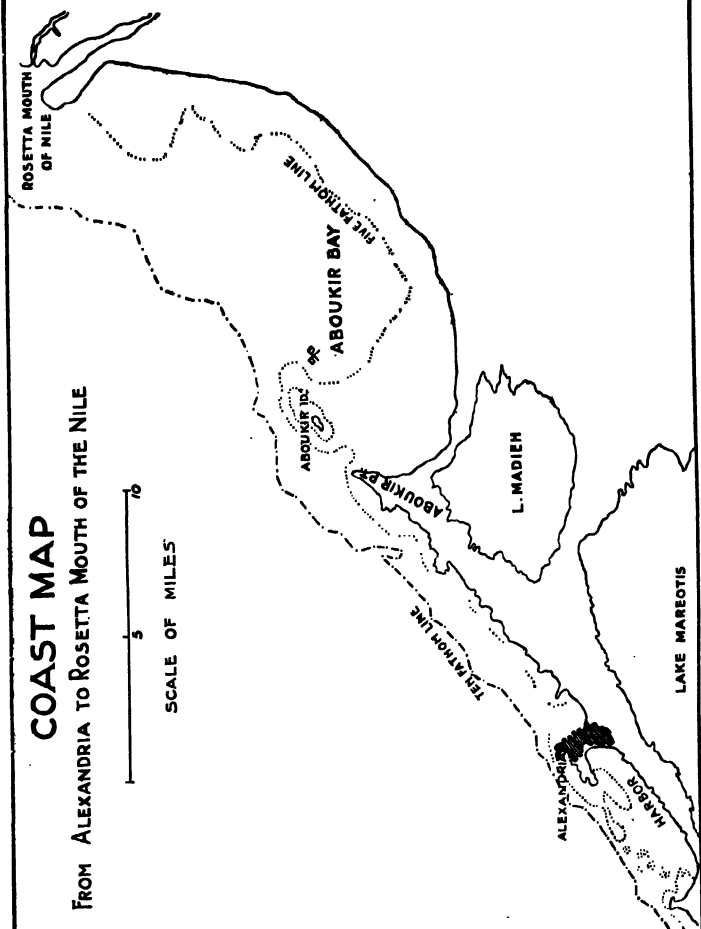 COAST MAP
FROM ALEXANDRIA TO ROSETTA MOUTH OF THE NILE
5
10
SCALE OF MILES
ROSETTA MOUTH
OF NILE
FIVE FATHOM LINE
ABOUKIR BAY
ABOUKIR ID.
ABOUKIR PT.
L. MADIEH
TEN FATHOM LINE
ALEXANDRIA
HARBOR
LAKE MAREOTIS